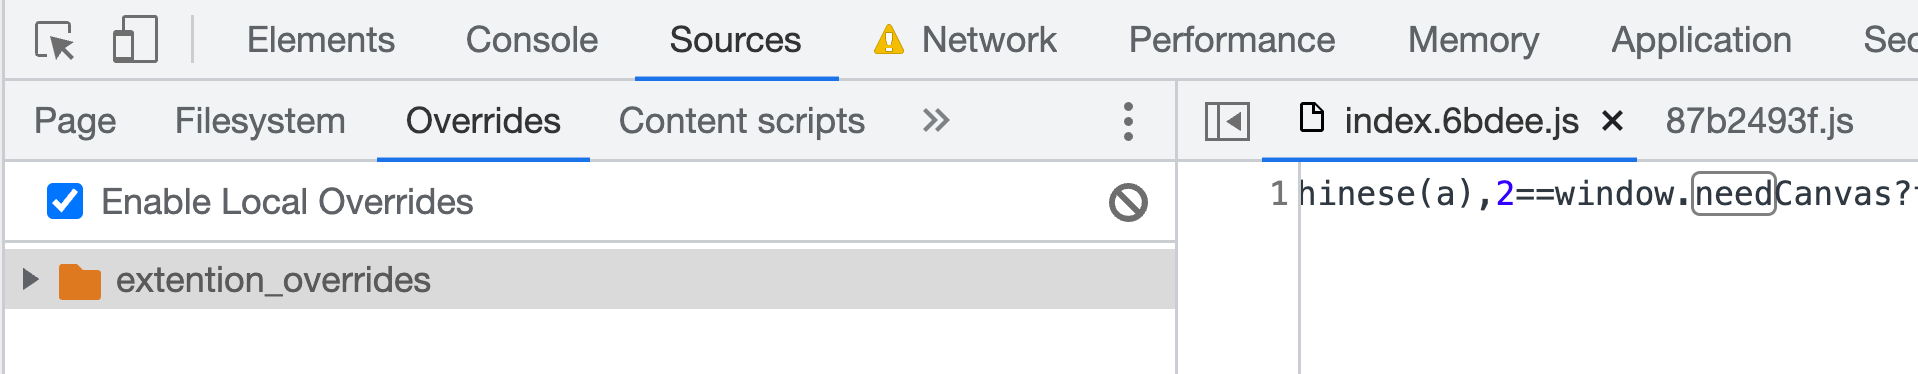 Elements Console Sources Network Performance Memory Application Sec
Page Filesystem Overrides Content scripts » index.6bdee.js × 87b2493f.js
Enable Local Overrides
1 hinese(a),2==window.needCanvas?
extention_overrides